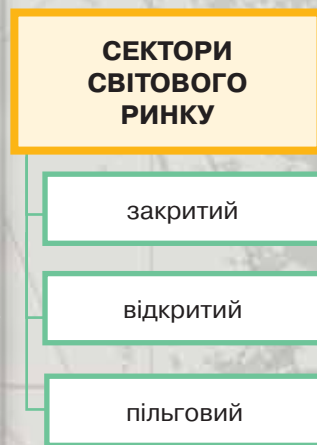 СЕКТОРИ
СВІТОВОГО
РИНКУ
закритий
відкритий
пільговий